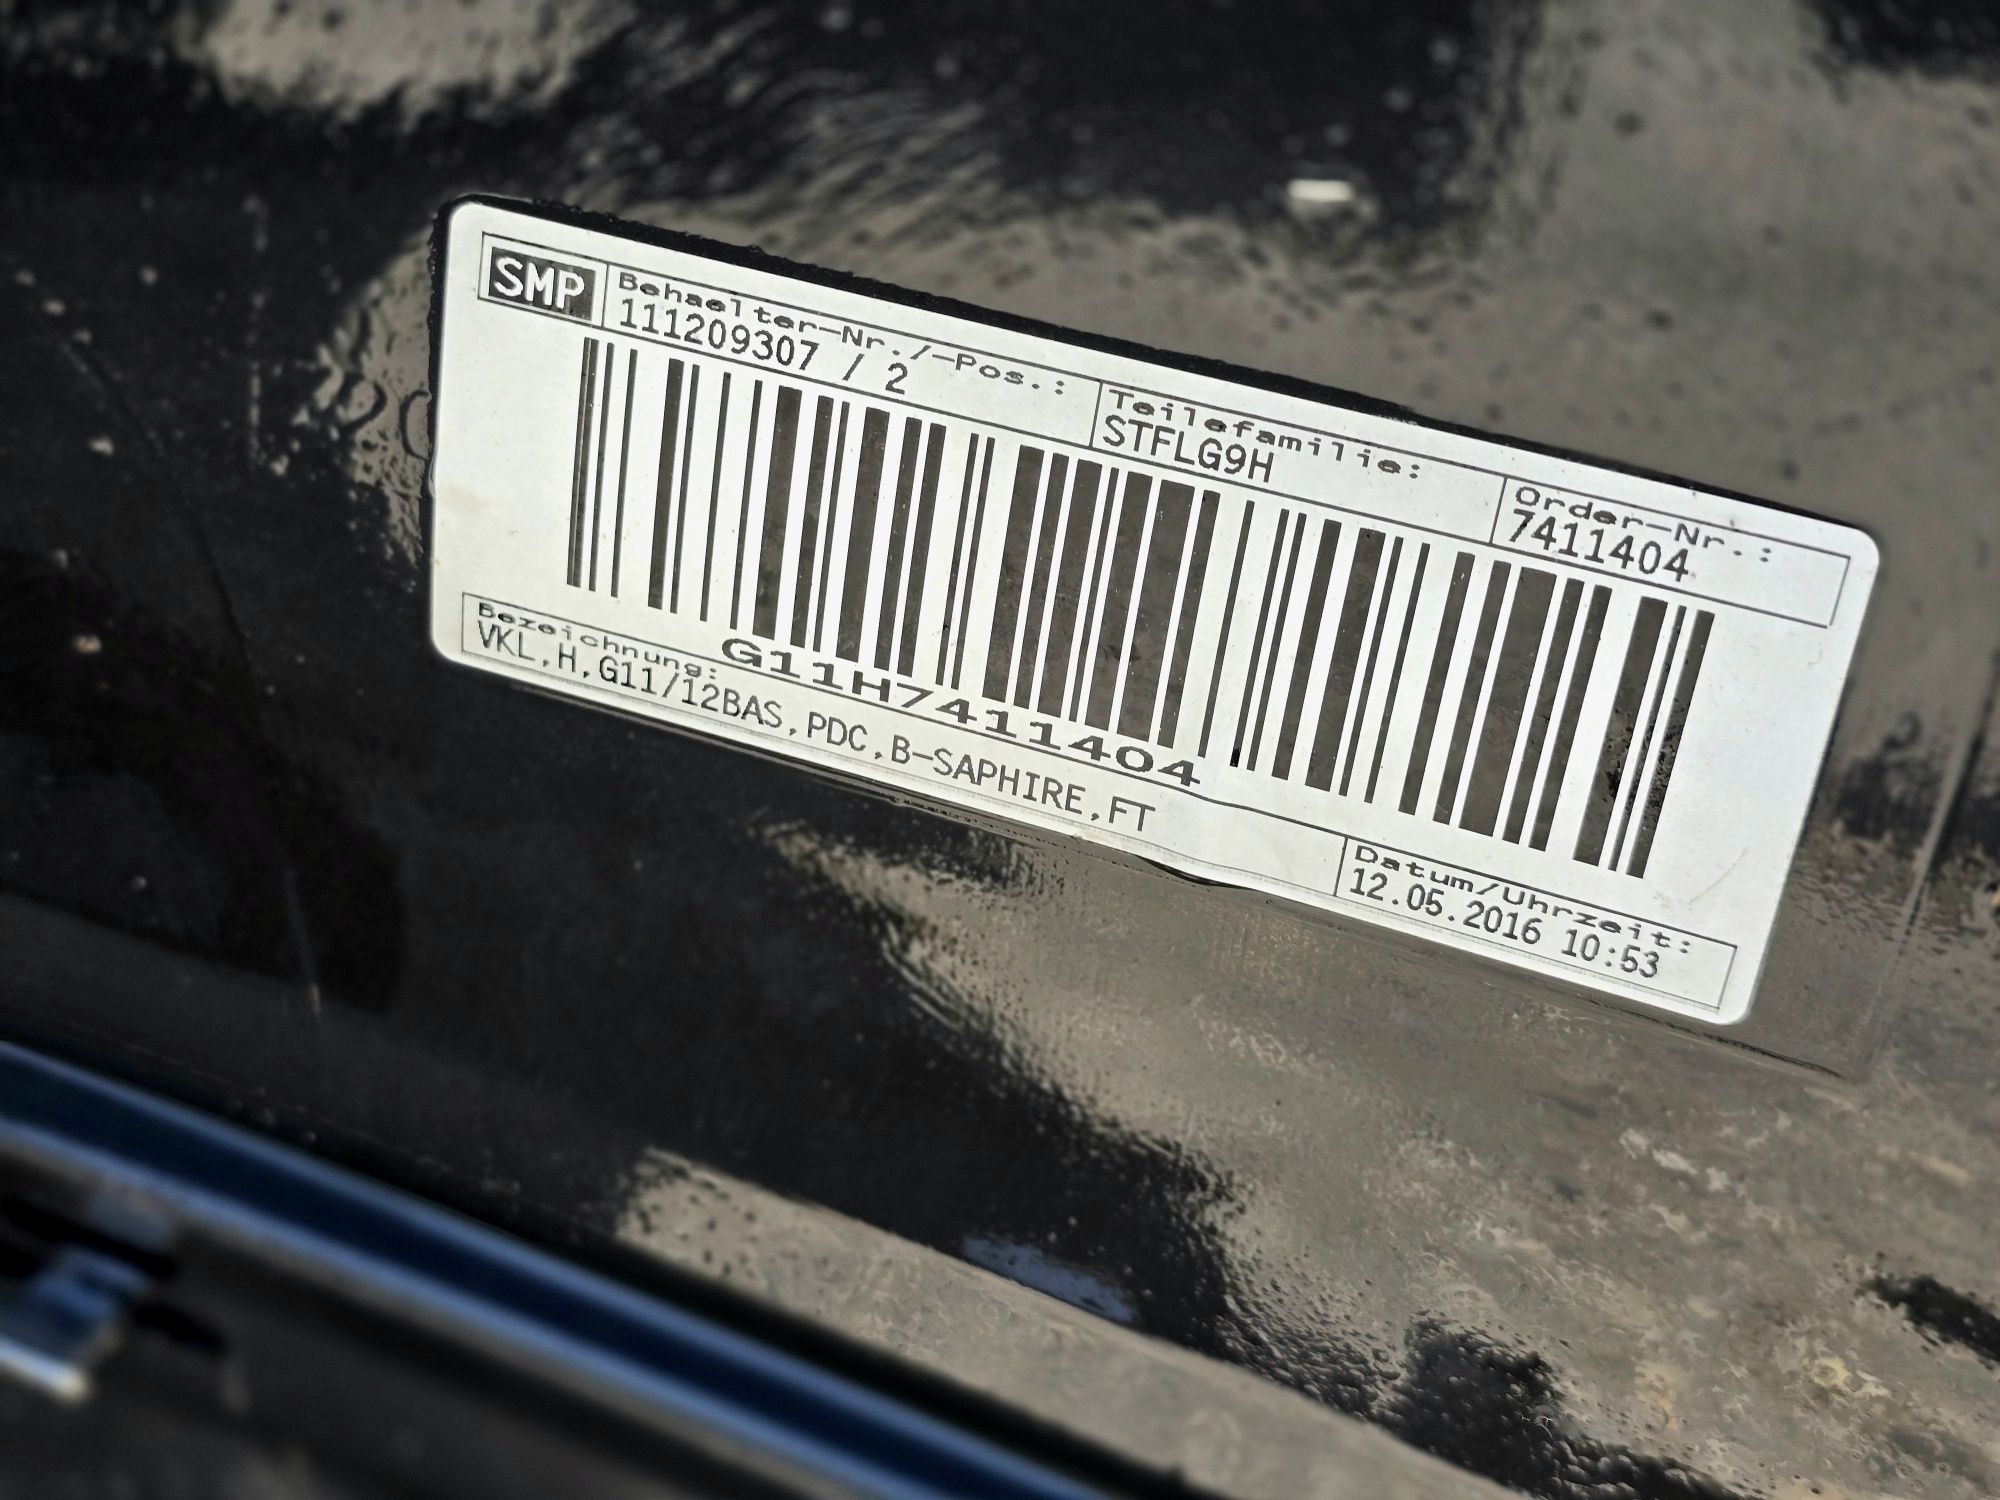 SMP
Behaelter-Nr./-Pos.:
111209307 / 2
Teilefamilie:
STFLG9H
Order-Nr.:
7411404
G11H7411404
Bezeichnung:
VKL,H,G11/12BAS,PDC,B-SAPHIRE,FT
Datum/Uhrzeit:
12.05.2016 10:53